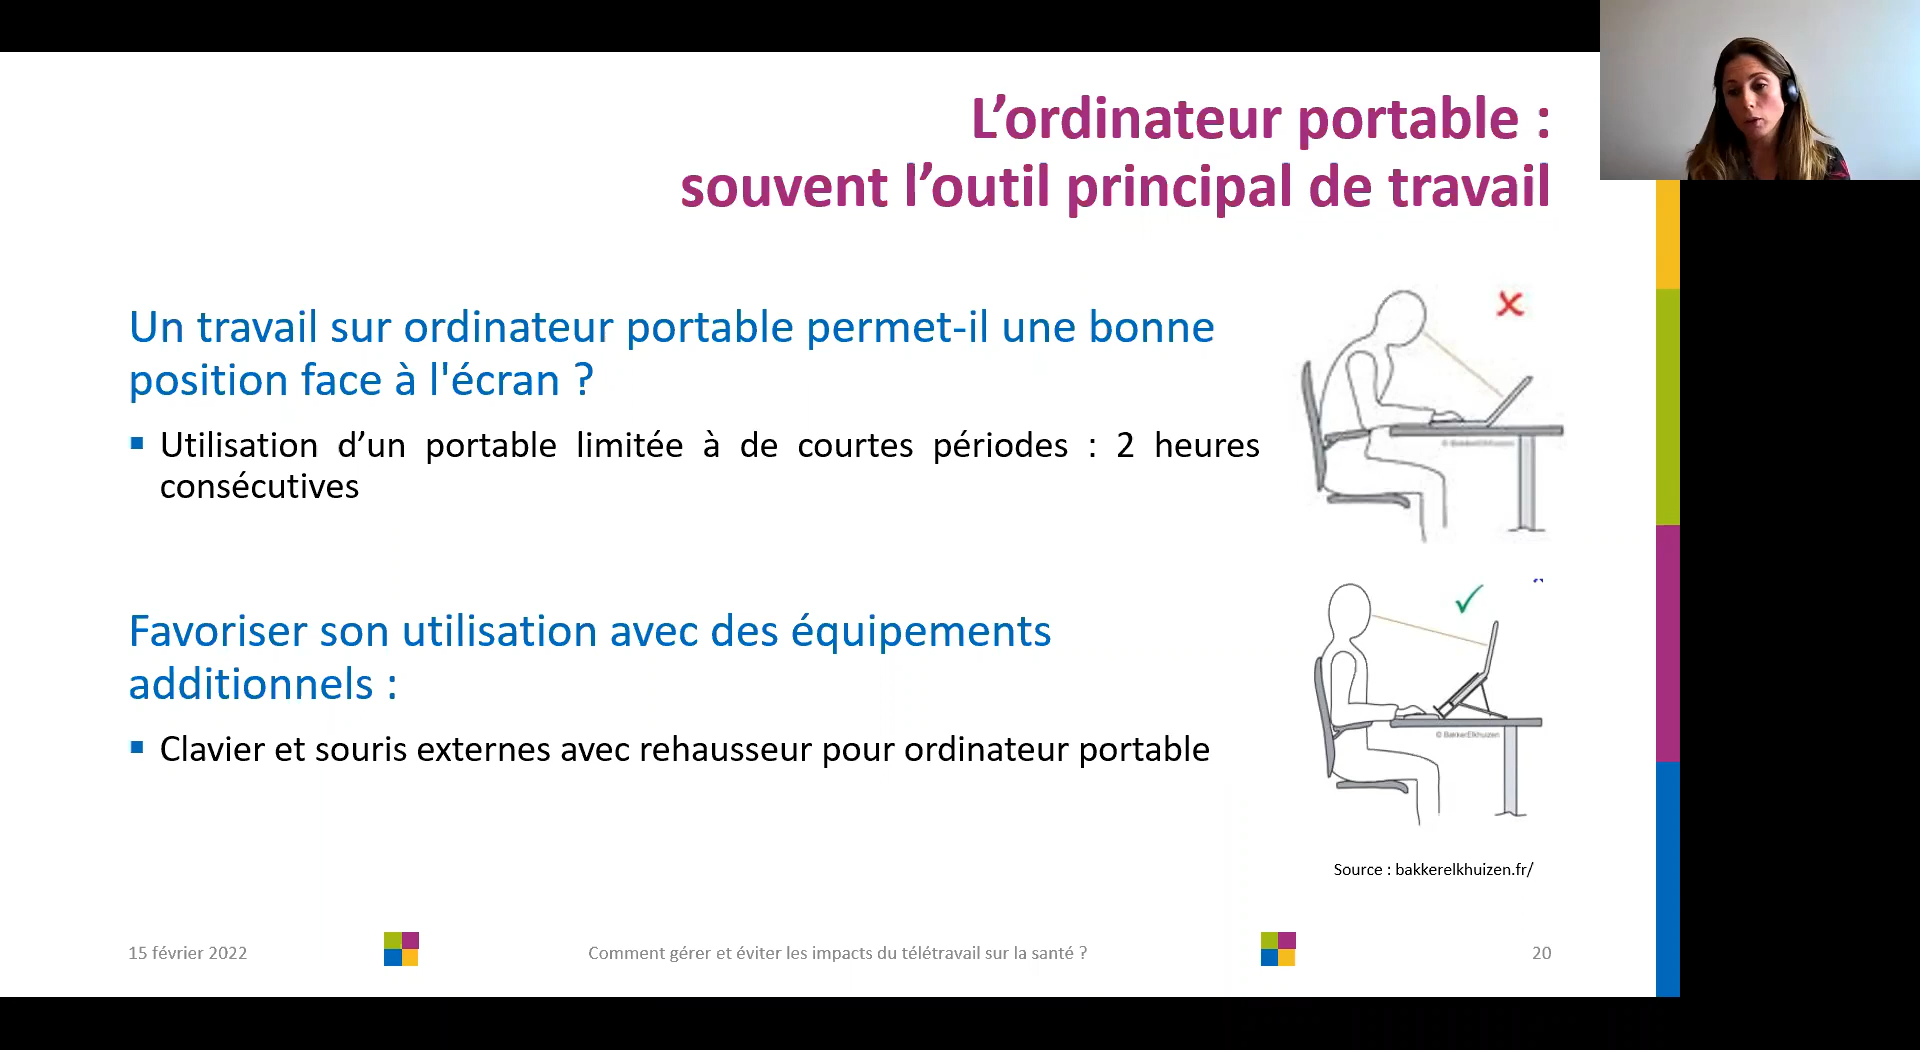 L’ordinateur portable :
souvent l’outil principal de travail
Un travail sur ordinateur portable permet-il une bonne
position face à l'écran ?
▪ Utilisation d’un portable limitée à de courtes périodes : 2 heures
consécutives
© BakkerElkhuizen
Favoriser son utilisation avec des équipements
additionnels :
▪ Clavier et souris externes avec rehausseur pour ordinateur portable
© BakkerElkhuizen
Source : bakkerelkhuizen.fr/
15 février 2022
Comment gérer et éviter les impacts du télétravail sur la santé ?
20